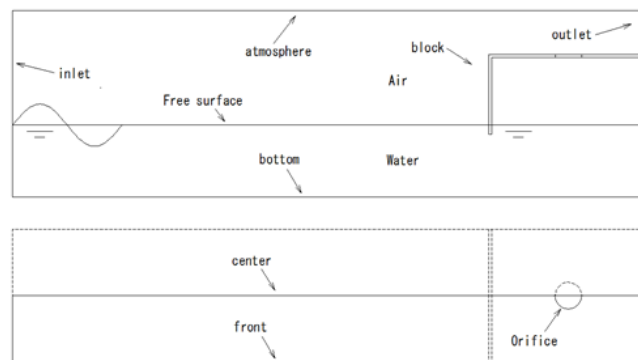 outlet
atmosphere
block
inlet
Air
Free surface
bottom
Water
center
front
Orifice